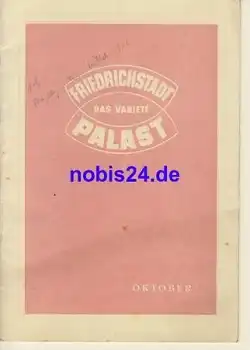 FRIEDRICHSTADT
DAS VARIETÉ
PALAST
nobis24.de
OKTOBER